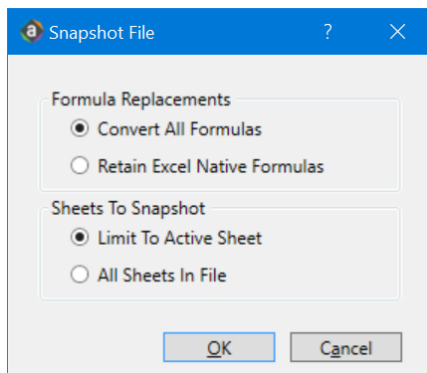 Snapshot File
Formula Replacements
Convert All Formulas
Retain Excel Native Formulas
Sheets To Snapshot
Limit To Active Sheet
All Sheets In File
OK Cancel